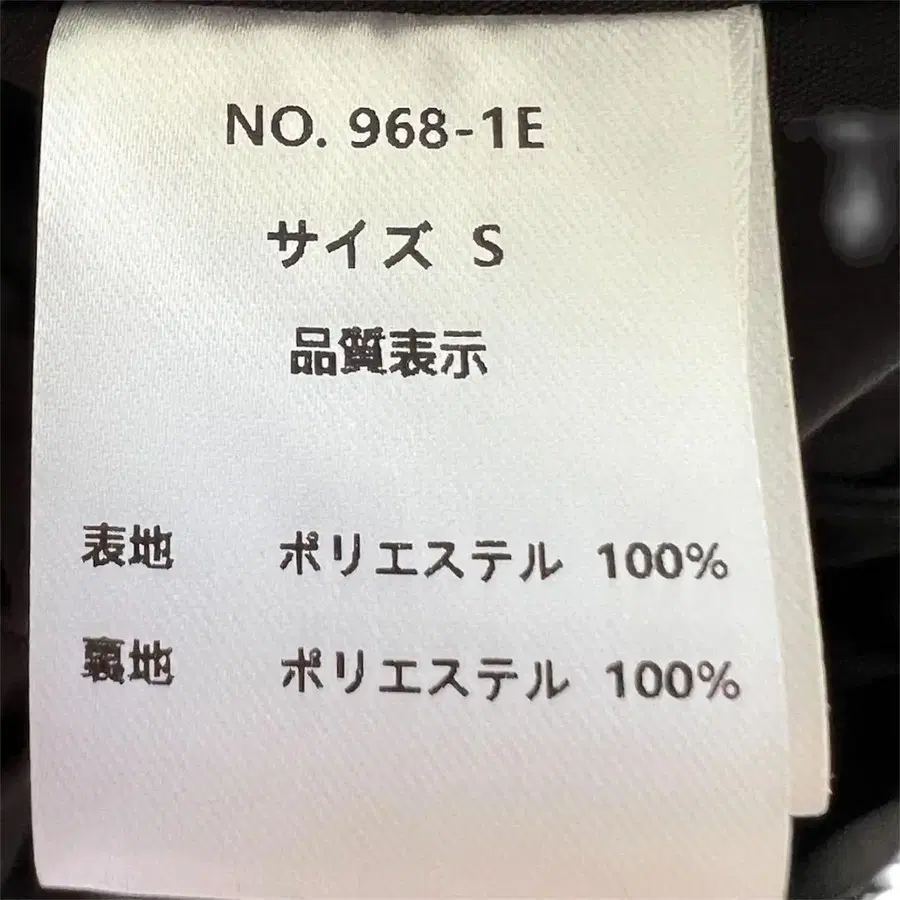 NO. 968-1E
サイズ S
品質表示
表地 ポリエステル 100%
裏地 ポリエステル 100%